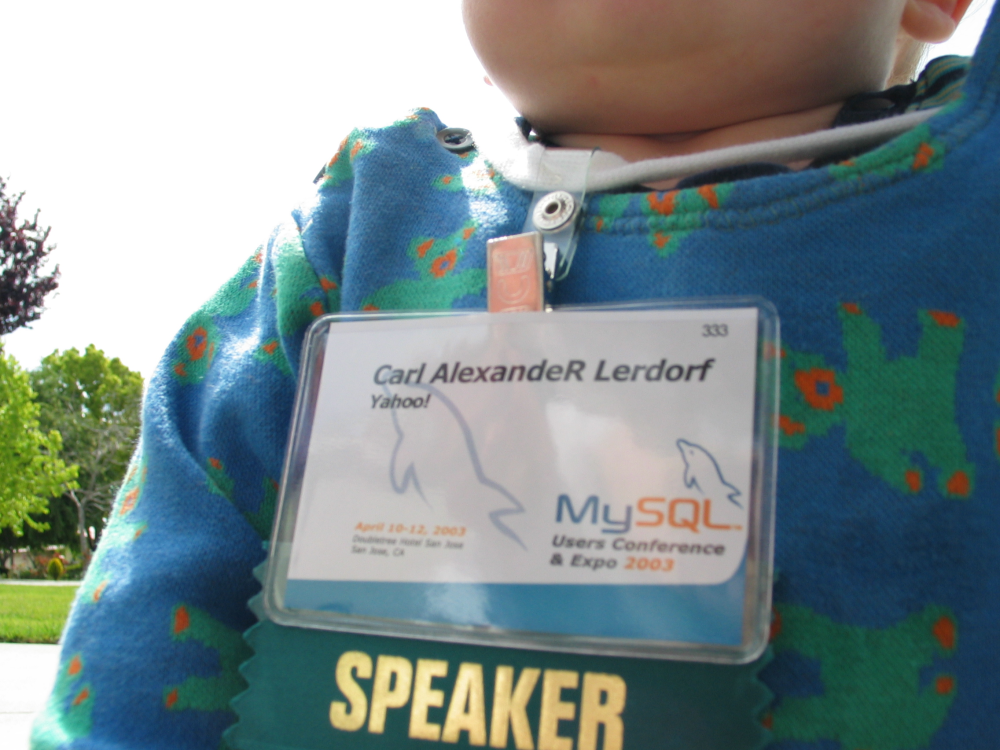 333
Carl AlexandeR Lerdorf
Yahoo!
April 10-12, 2003
Doubletree Hotel San Jose
San Jose, CA
MySQL™
Users Conference
& Expo 2003
SPEAKER